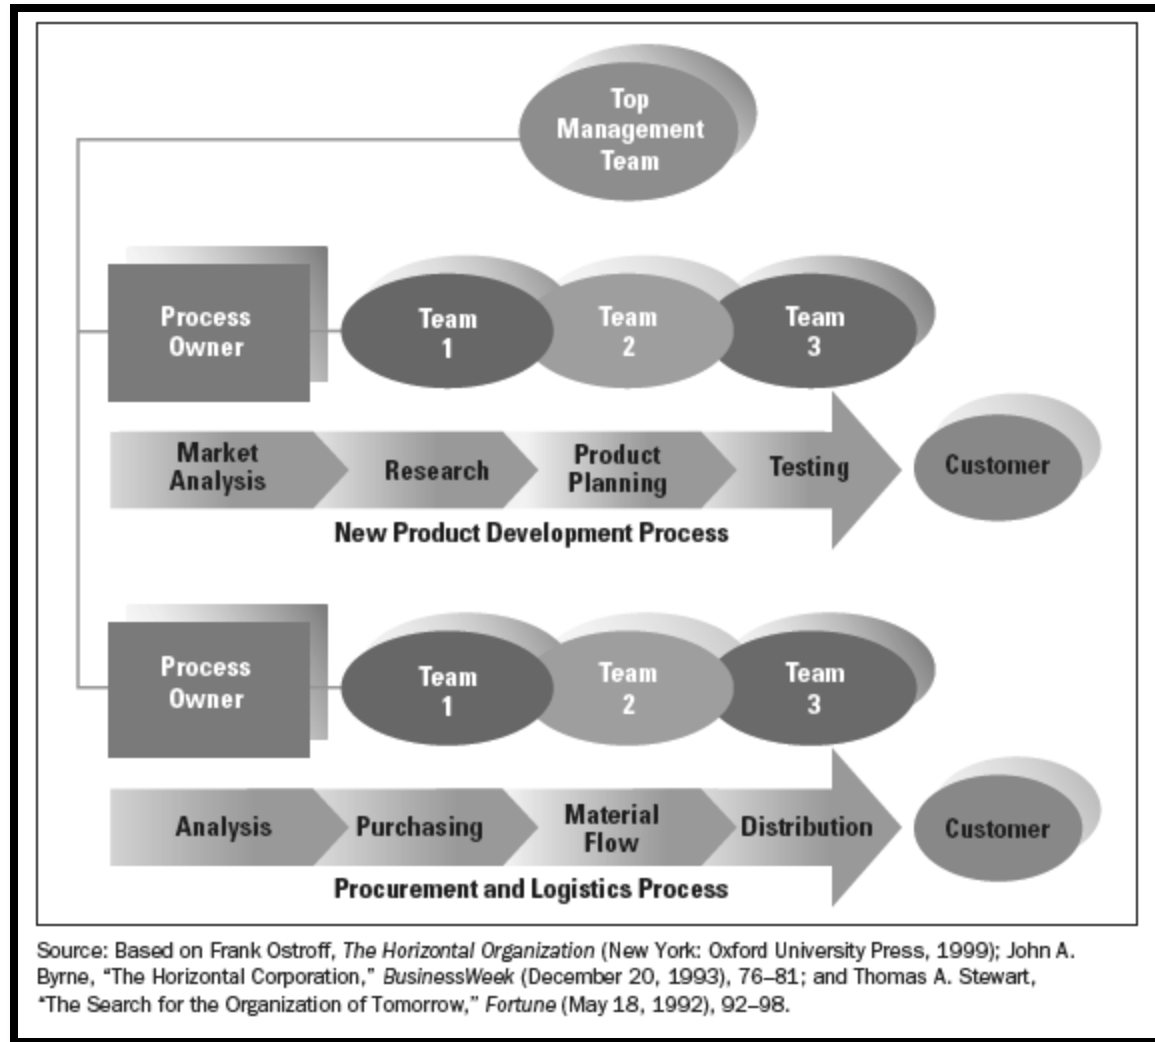 Top
Management
Team
Process
Owner
Team
1
Team
2
Team
3
Market
Analysis
Research
Product
Planning
Testing
Customer
New Product Development Process
Process
Owner
Team
1
Team
2
Team
3
Analysis
Purchasing
Material
Flow
Distribution
Customer
Procurement and Logistics Process
Source: Based on Frank Ostroff, The Horizontal Organization (New York: Oxford University Press, 1999); John A.
Byrne, “The Horizontal Corporation,” BusinessWeek (December 20, 1993), 76–81; and Thomas A. Stewart,
“The Search for the Organization of Tomorrow,” Fortune (May 18, 1992), 92–98.